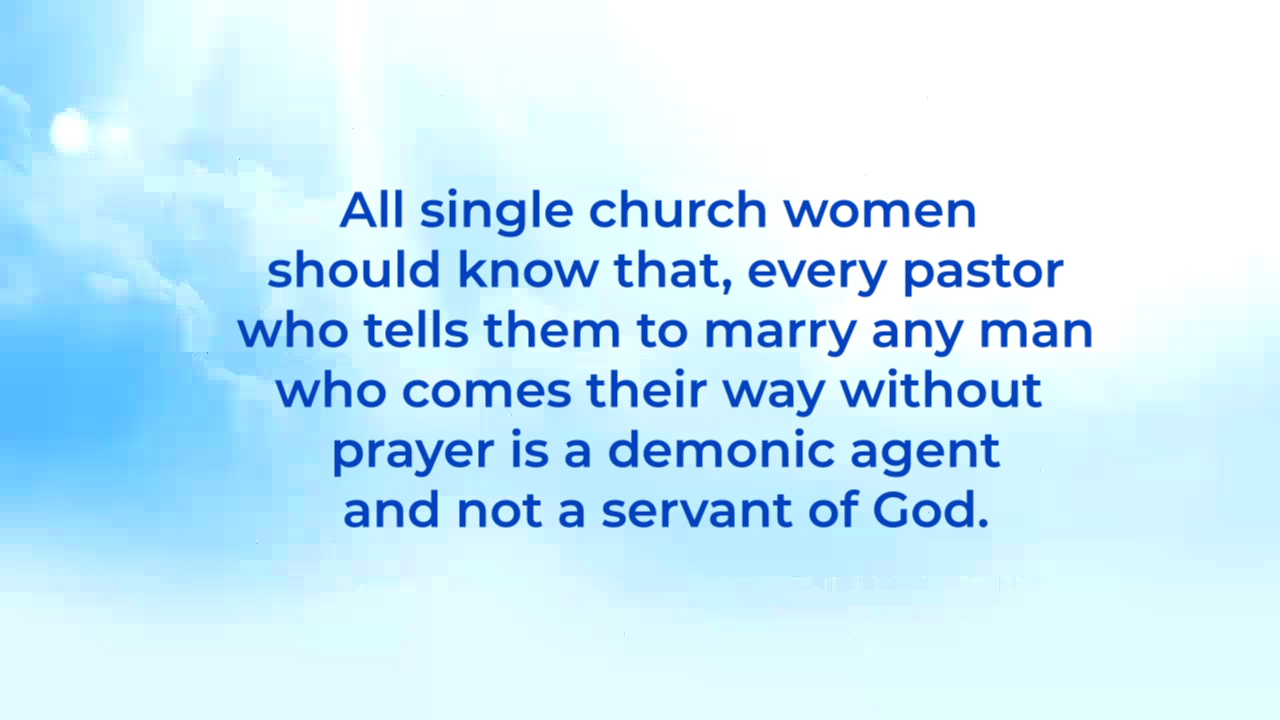 All single church women
should know that, every pastor
who tells them to marry any man
who comes their way without
prayer is a demonic agent
and not a servant of God.